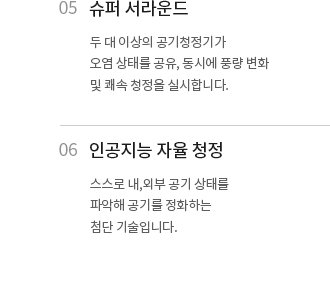 05 슈퍼 서라운드
두 대 이상의 공기청정기가
오염 상태를 공유, 동시에 풍량 변화
및 쾌속 청정을 실시합니다.
06 인공지능 자율 청정
스스로 내,외부 공기 상태를
파악해 공기를 정화하는
첨단 기술입니다.